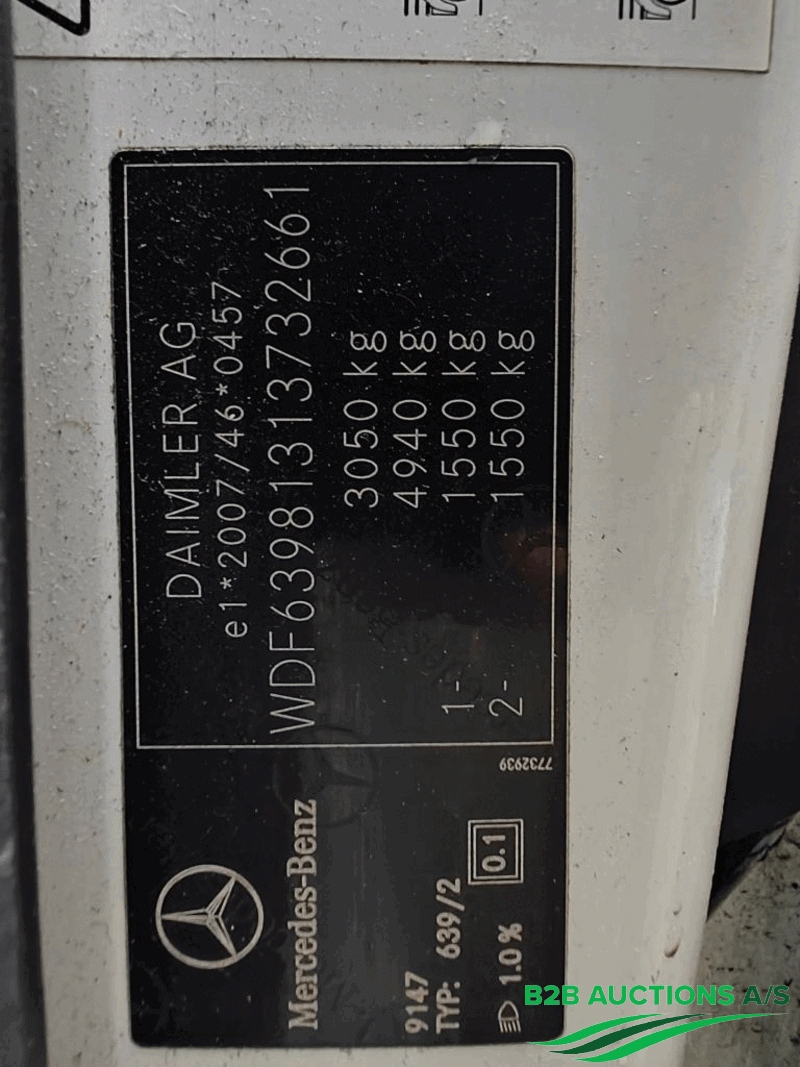 DAIMLER AG
e1*2007/46*0457
WDF63981313732661
3050 kg
4940 kg
1- 1550 kg
2- 1550 kg
7732939
Mercedes-Benz
9147
TYP: 639/2
1.0% 0.1
B2B AUCTIONS A/S